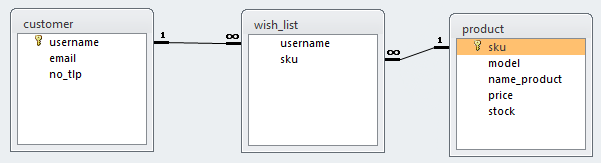 customer
username
email
no_tlp
1
∞
wish_list
username
sku
∞
1
product
sku
model
name_product
price
stock